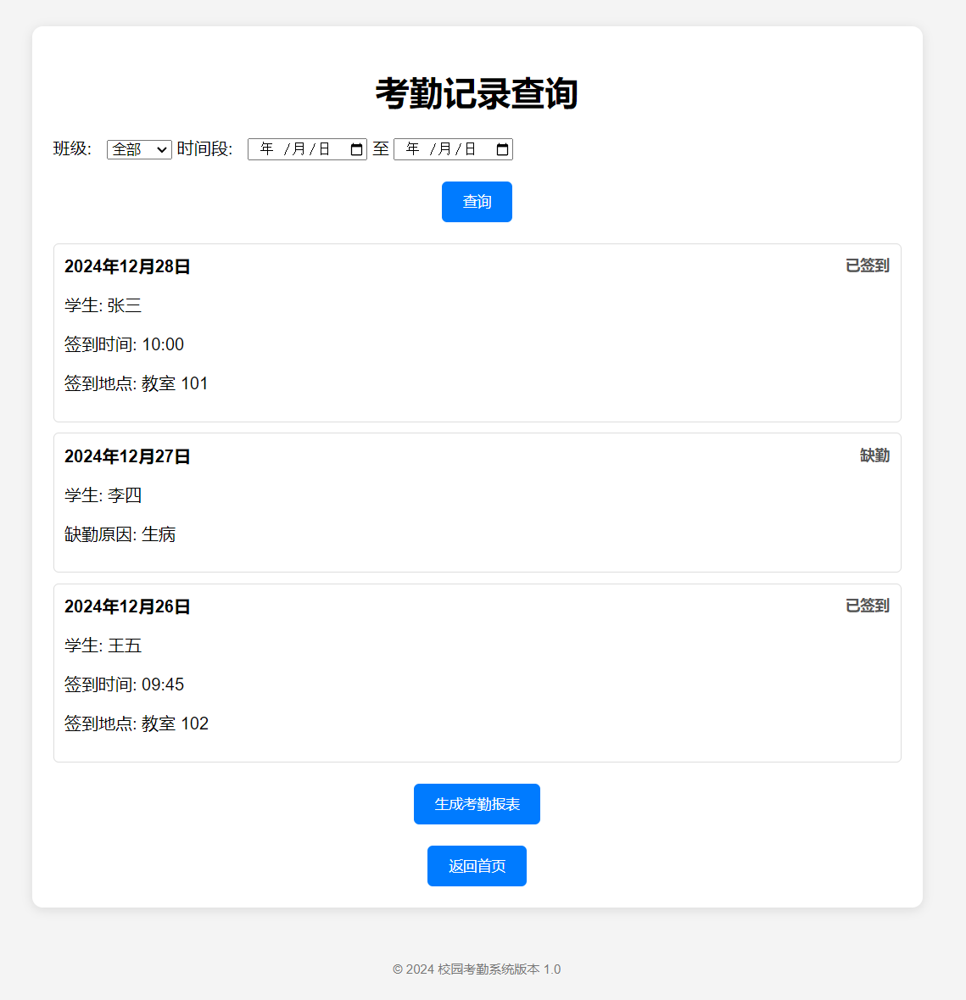 考勤记录查询
班级: 全部 时间段: 年 /月/日 至 年 /月/日
查询
2024年12月28日 已签到
学生: 张三
签到时间: 10:00
签到地点: 教室 101
2024年12月27日 缺勤
学生: 李四
缺勤原因: 生病
2024年12月26日 已签到
学生: 王五
签到时间: 09:45
签到地点: 教室 102
生成考勤报表
返回首页
© 2024 校园考勤系统版本 1.0